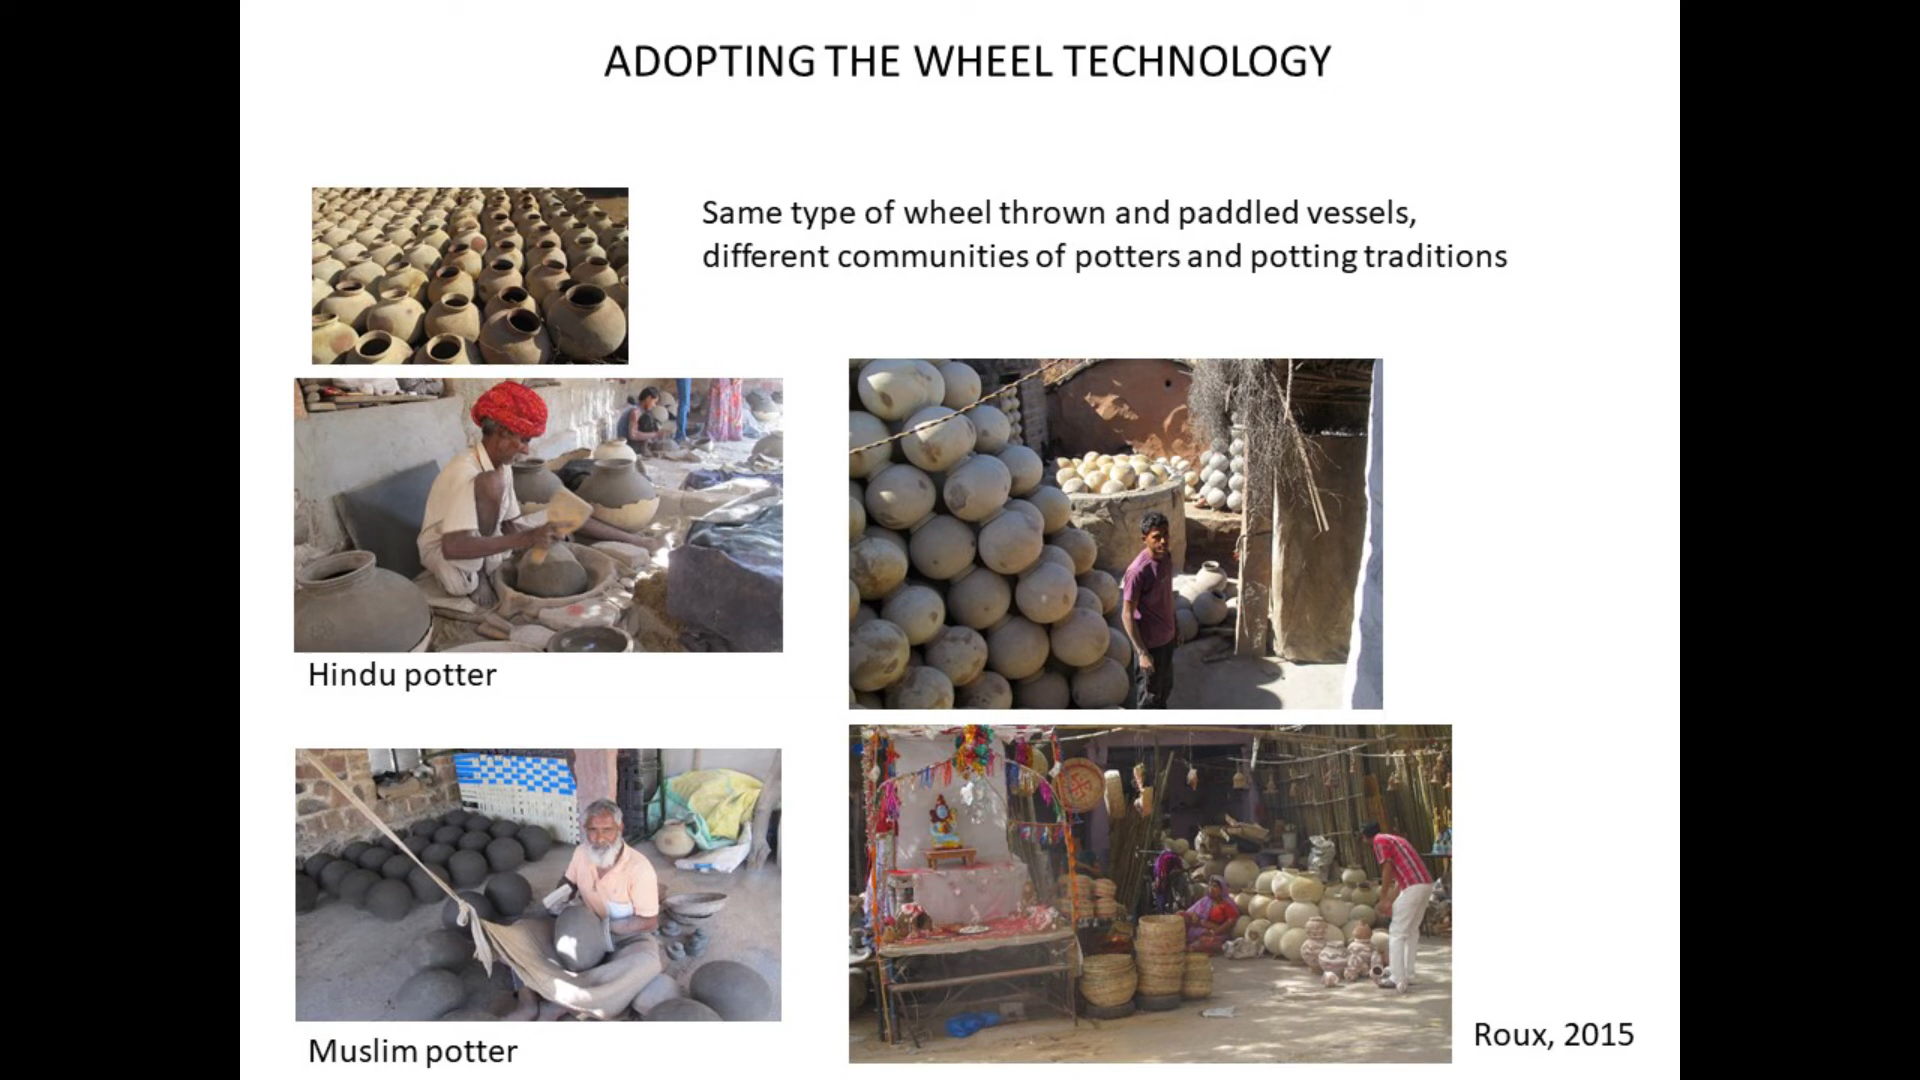 ADOPTING THE WHEEL TECHNOLOGY
Same type of wheel thrown and paddled vessels,
different communities of potters and potting traditions
Hindu potter
Muslim potter
Roux, 2015